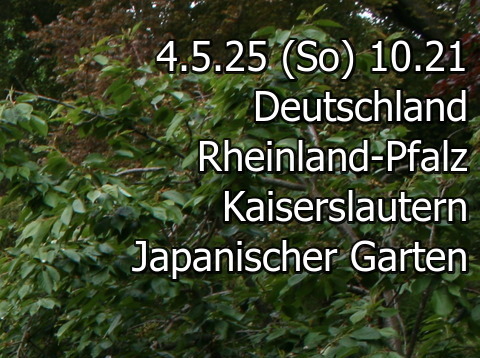 4.5.25 (So) 10.21
Deutschland
Rheinland-Pfalz
Kaiserslautern
Japanischer Garten